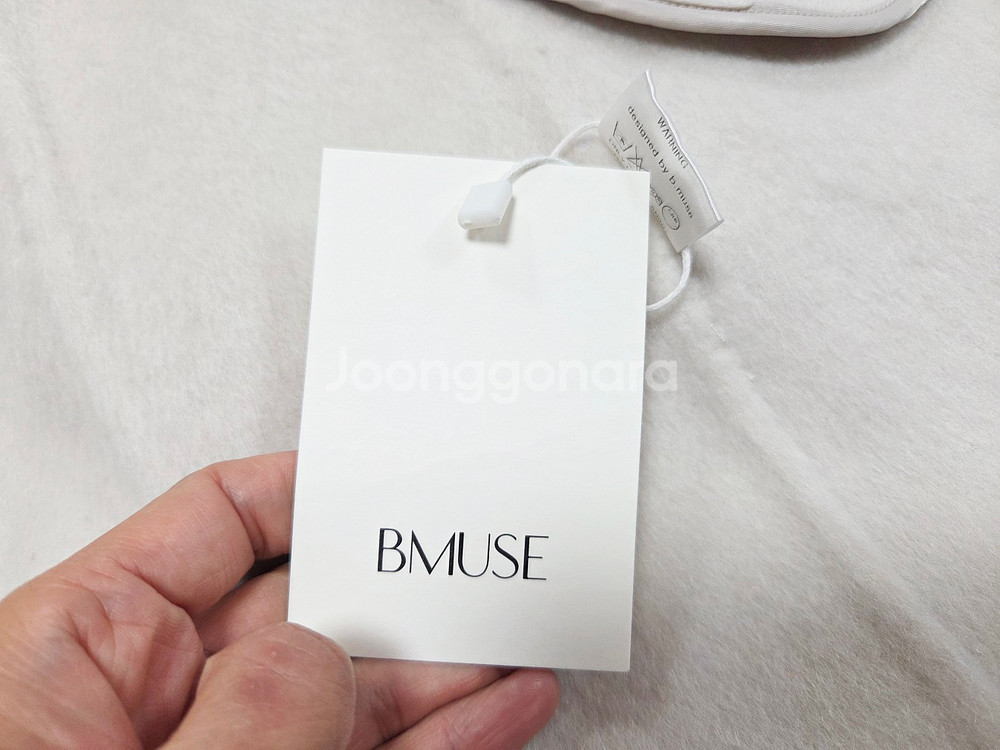 WARNING
designed by b.muse
Joonggonara
BMUSE